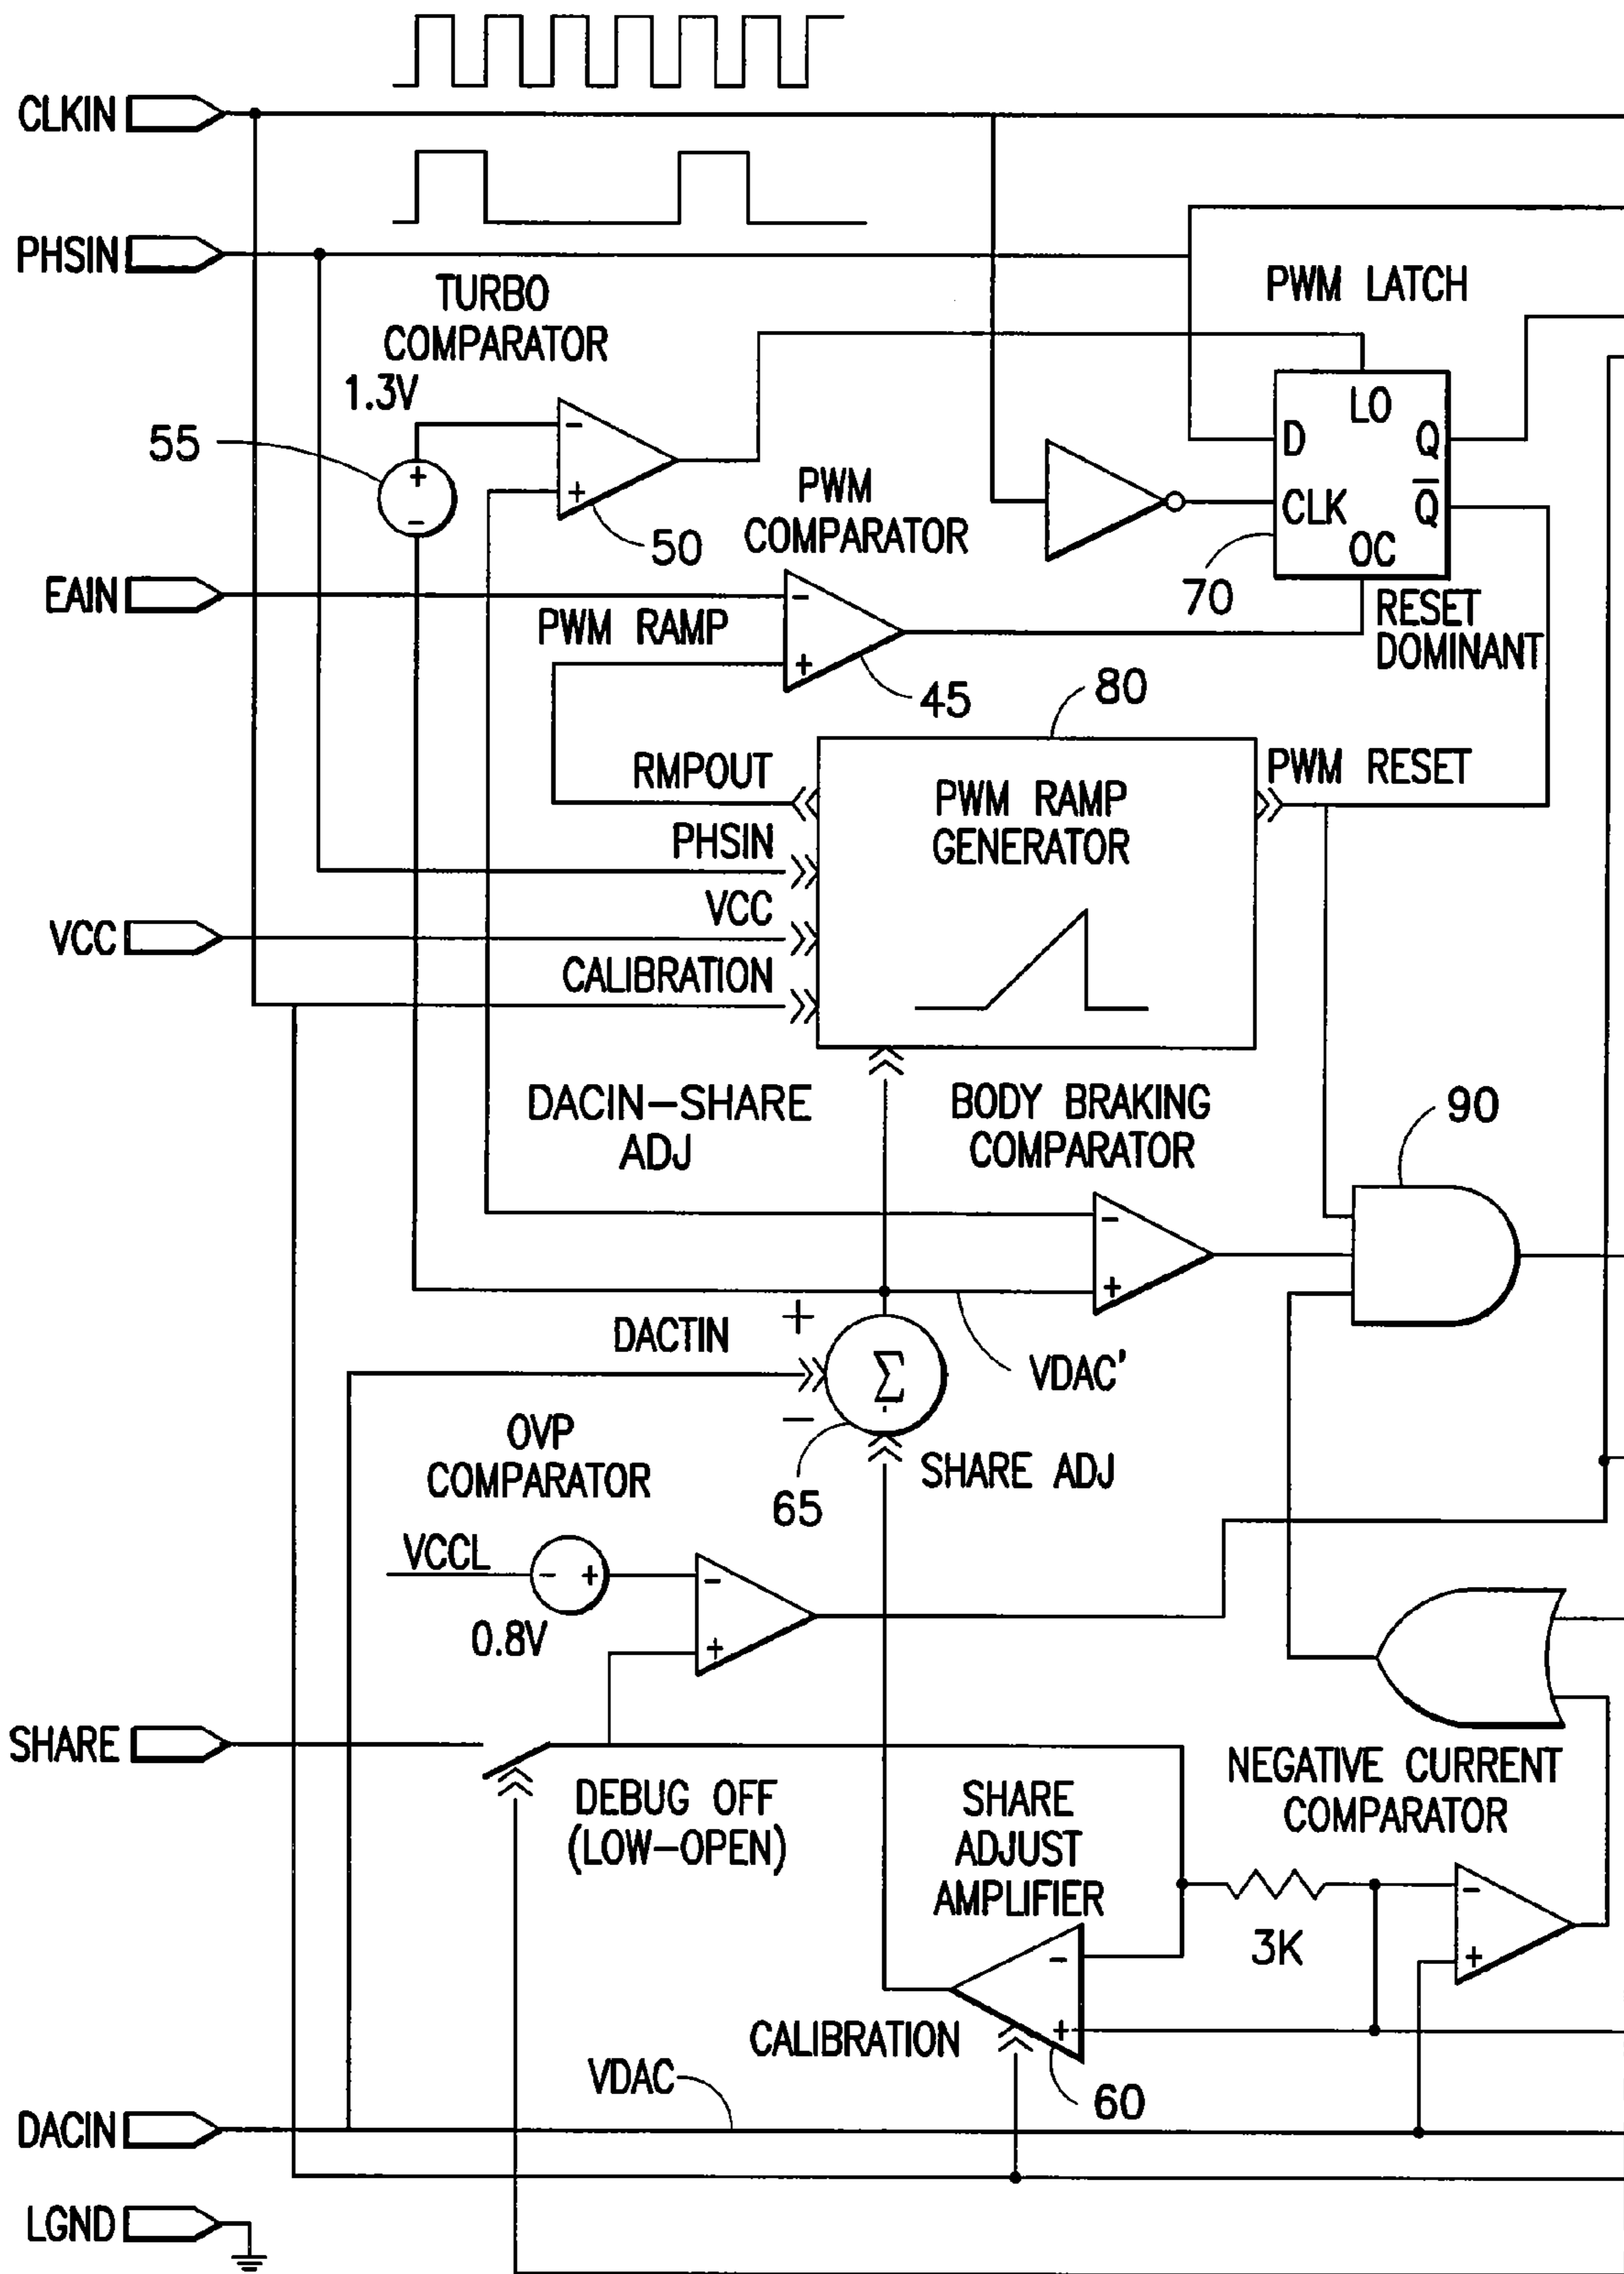 CLKIN
PHSIN
TURBO
COMPARATOR
1.3V
55
+
-
-
+
50
PWM LATCH
LO
D
Q
CLK
Q̅
OC
70
RESET
DOMINANT
PWM
COMPARATOR
EAIN
PWM RAMP
-
+
45
80
RMPOUT
PHSIN
VCC
VCC
CALIBRATION
PWM RAMP
GENERATOR
PWM RESET
DACIN-SHARE
ADJ
BODY BRAKING
COMPARATOR
90
-
+
DACTIN
+
-
Σ
VDAC'
65
SHARE ADJ
OVP
COMPARATOR
VCCL
- +
0.8V
-
+
SHARE
DEBUG OFF
(LOW-OPEN)
SHARE
ADJUST
AMPLIFIER
-
+
NEGATIVE CURRENT
COMPARATOR
3K
-
+
CALIBRATION
60
VDAC
DACIN
LGND